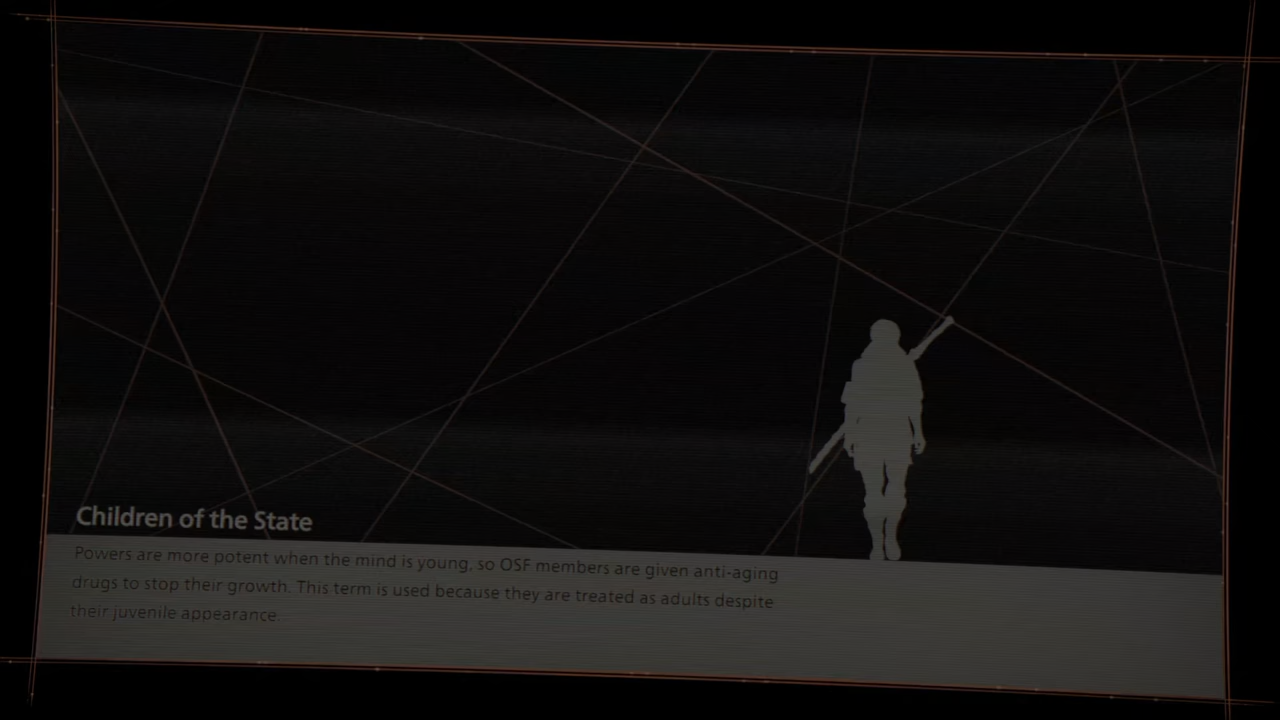 Children of the State
Powers are more potent when the mind is young, so OSF members are given anti-aging
drugs to stop their growth. This term is used because they are treated as adults despite
their juvenile appearance.